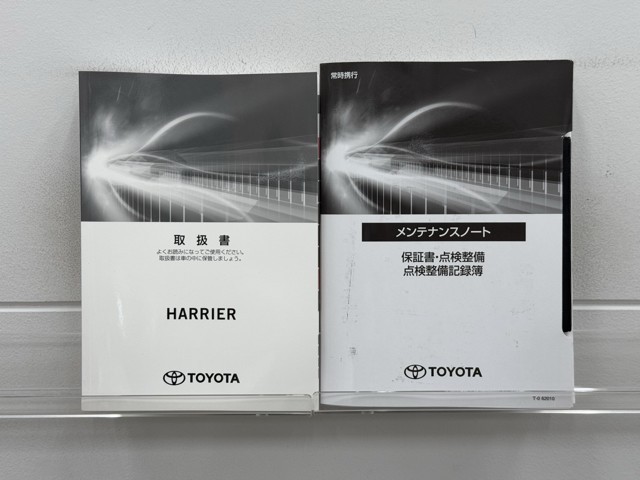 取扱書
よくお読みになってご使用ください。
取扱書は車の中に保管しましょう。
HARRIER
TOYOTA
常時携行
メンテナンスノート
保証書・点検整備
点検整備記録簿
TOYOTA
T-0 62010